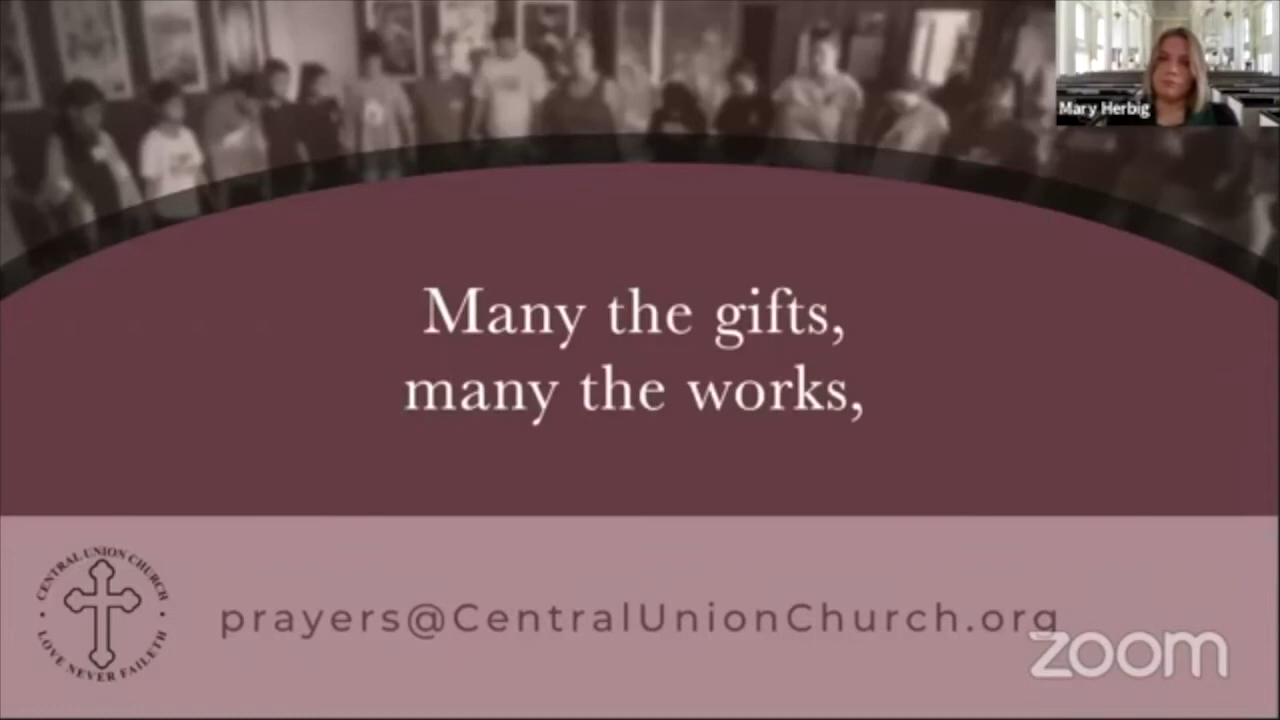 Mary Herbig
Many the gifts,
many the works,
CENTRAL UNION CHURCH
LOVE NEVER FAILETH
prayers@CentralUnionChurch.org
zoom